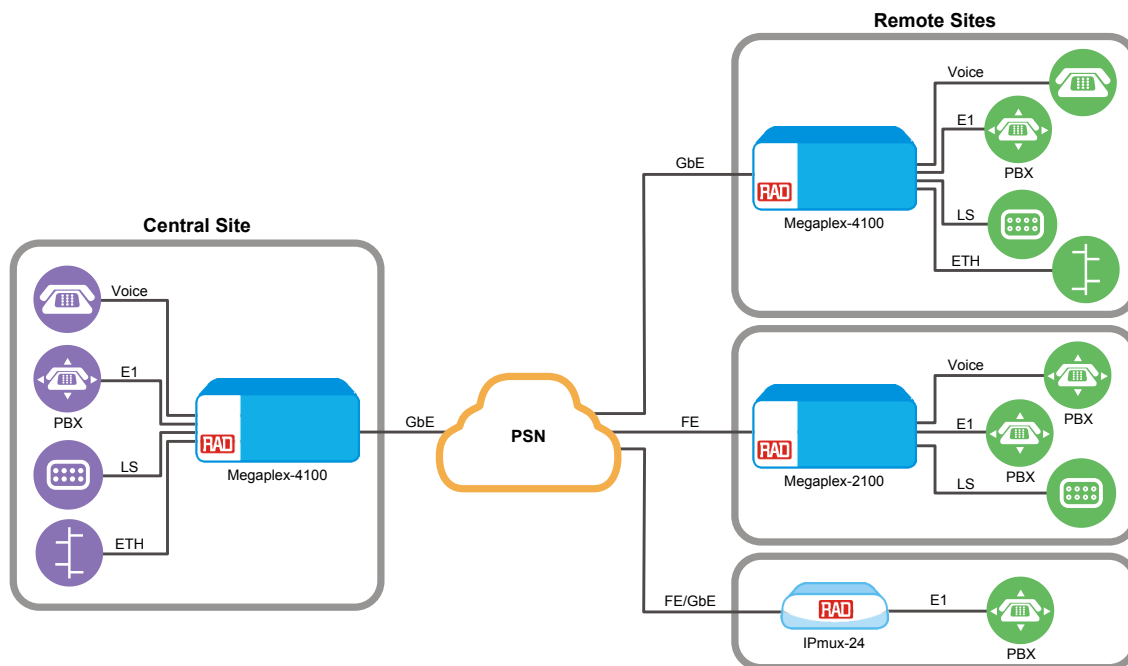 Remote Sites
Voice
E1
PBX
GbE
RAD
Megaplex-4100
LS
ETH
Central Site
Voice
E1
PBX
RAD
Megaplex-4100
LS
ETH
GbE
PSN
FE
RAD
Megaplex-2100
Voice
PBX
E1
PBX
LS
FE/GbE
RAD
IPmux-24
E1
PBX